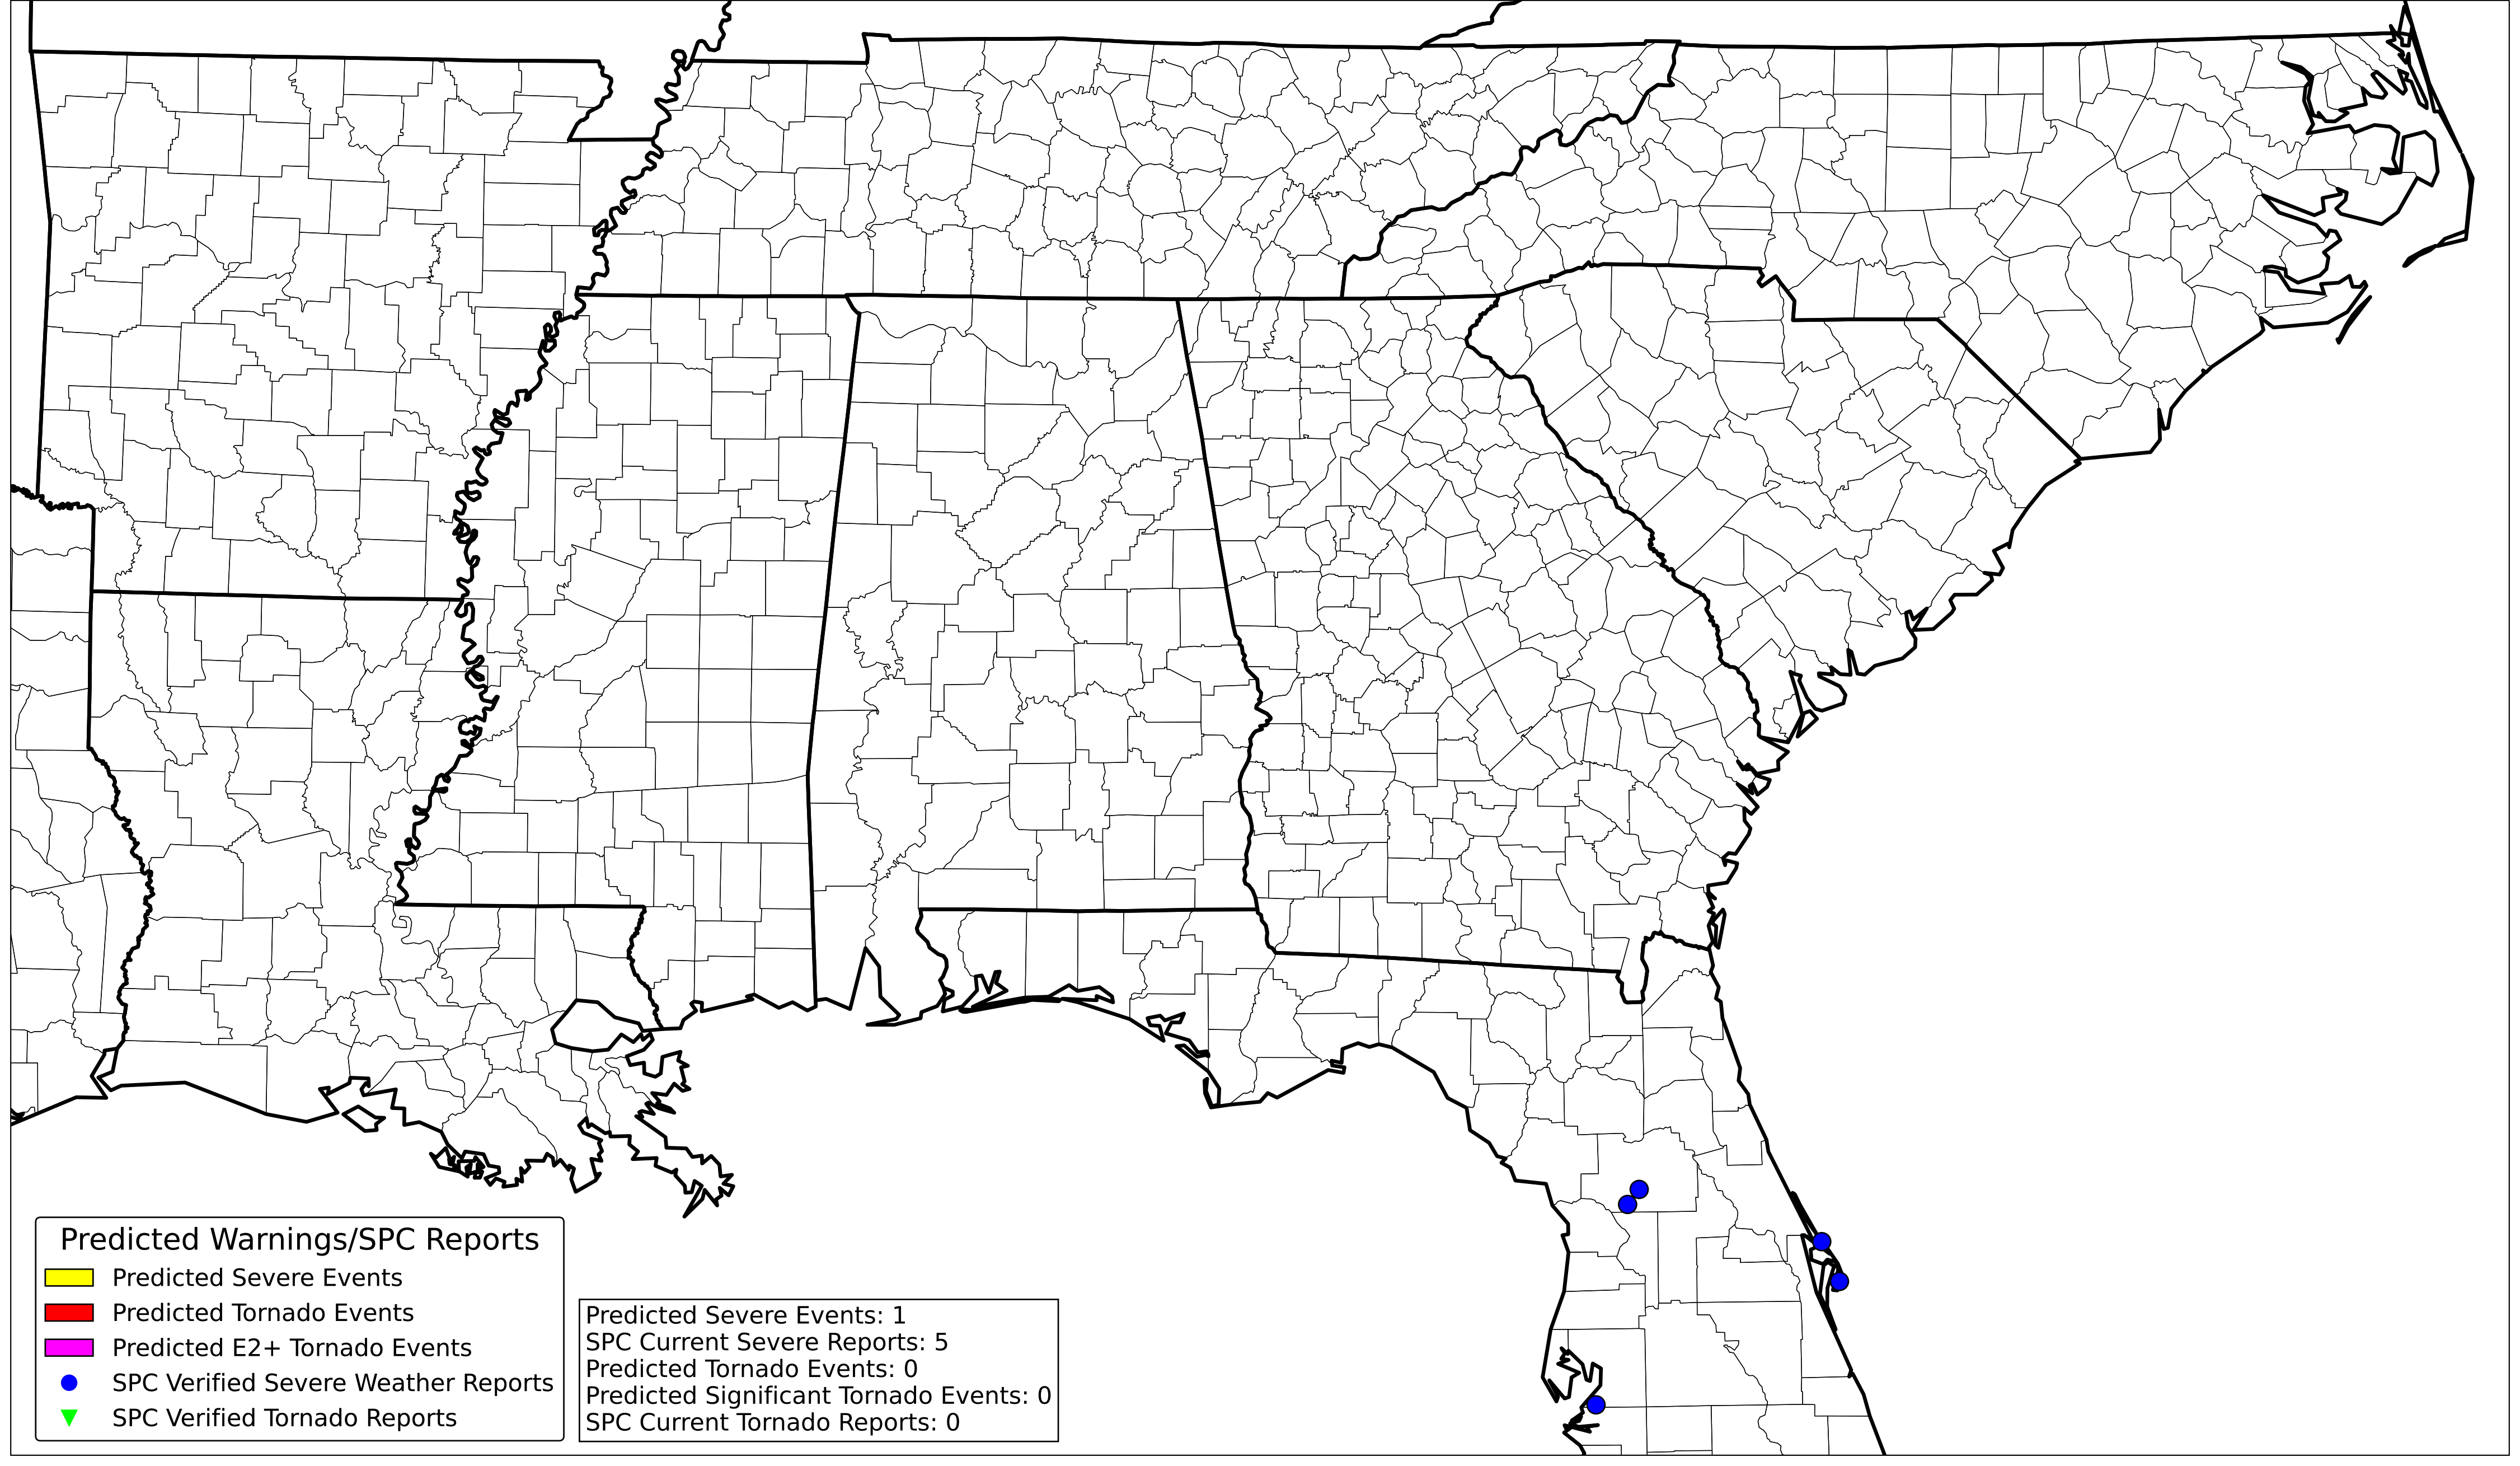 Predicted Warnings/SPC Reports
Predicted Severe Events
Predicted Tornado Events
Predicted E2+ Tornado Events
SPC Verified Severe Weather Reports
SPC Verified Tornado Reports
Predicted Severe Events: 1
SPC Current Severe Reports: 5
Predicted Tornado Events: 0
Predicted Significant Tornado Events: 0
SPC Current Tornado Reports: 0